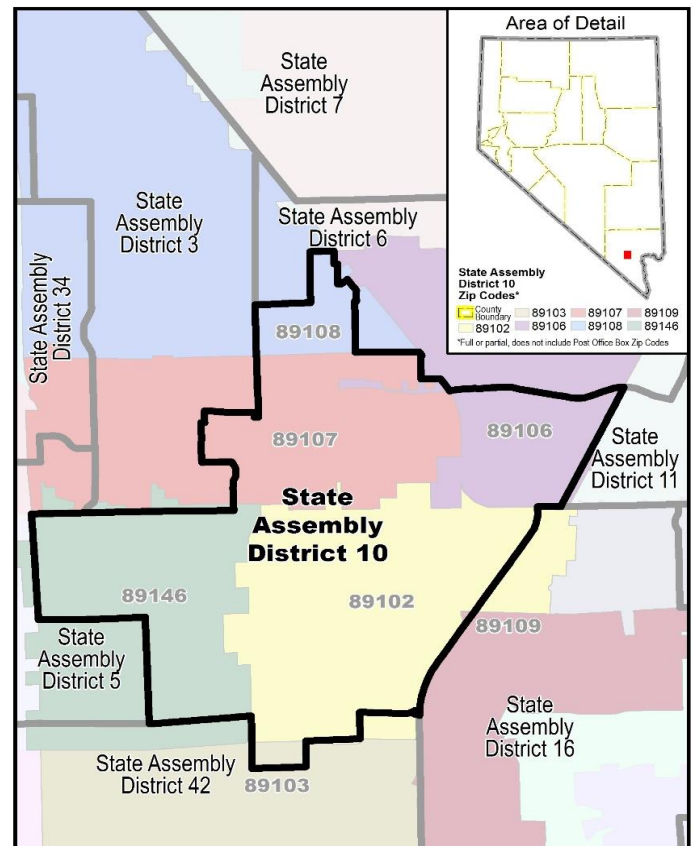 State
Assembly
District 7
Area of Detail
State
Assembly
District 3
State Assembly
District 6
State Assembly
District 34
State Assembly
District 10
Zip Codes*
County
Boundary
89102
89103
89106
89107
89108
89109
89146
*Full or partial, does not include Post Office Box Zip Codes
89108
89107
89106
State
Assembly
District 11
State
Assembly
District 10
89146
89102
89109
State
Assembly
District 5
State
Assembly
District 16
State Assembly
District 42
89103